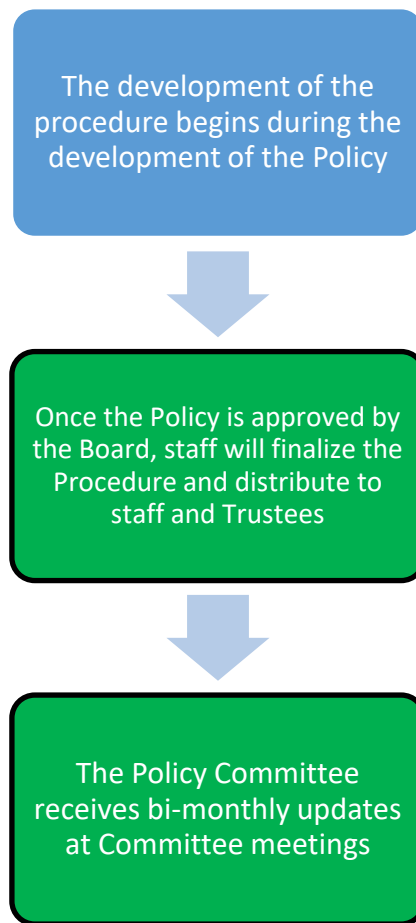 The development of the
procedure begins during the
development of the Policy
Once the Policy is approved by
the Board, staff will finalize the
Procedure and distribute to
staff and Trustees
The Policy Committee
receives bi-monthly updates
at Committee meetings